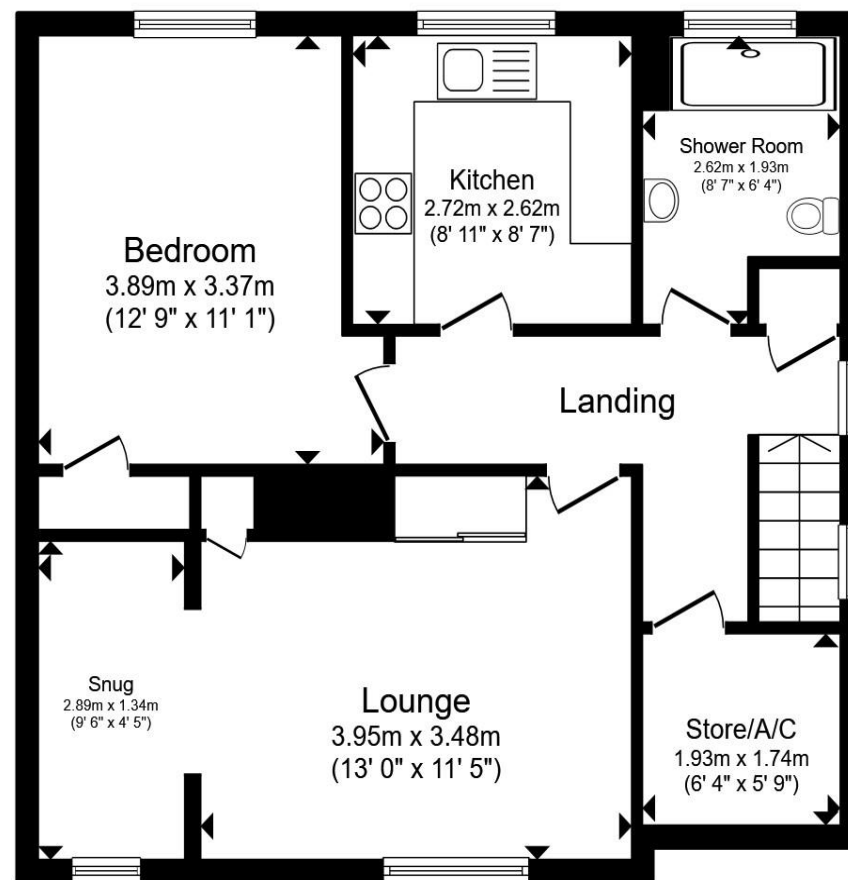 Bedroom
3.89m x 3.37m
(12' 9" x 11' 1")
Kitchen
2.72m x 2.62m
(8' 11" x 8' 7")
Shower Room
2.62m x 1.93m
(8' 7" x 6' 4")
Landing
Snug
2.89m x 1.34m
(9' 6" x 4' 5")
Lounge
3.95m x 3.48m
(13' 0" x 11' 5")
Store/A/C
1.93m x 1.74m
(6' 4" x 5' 9")